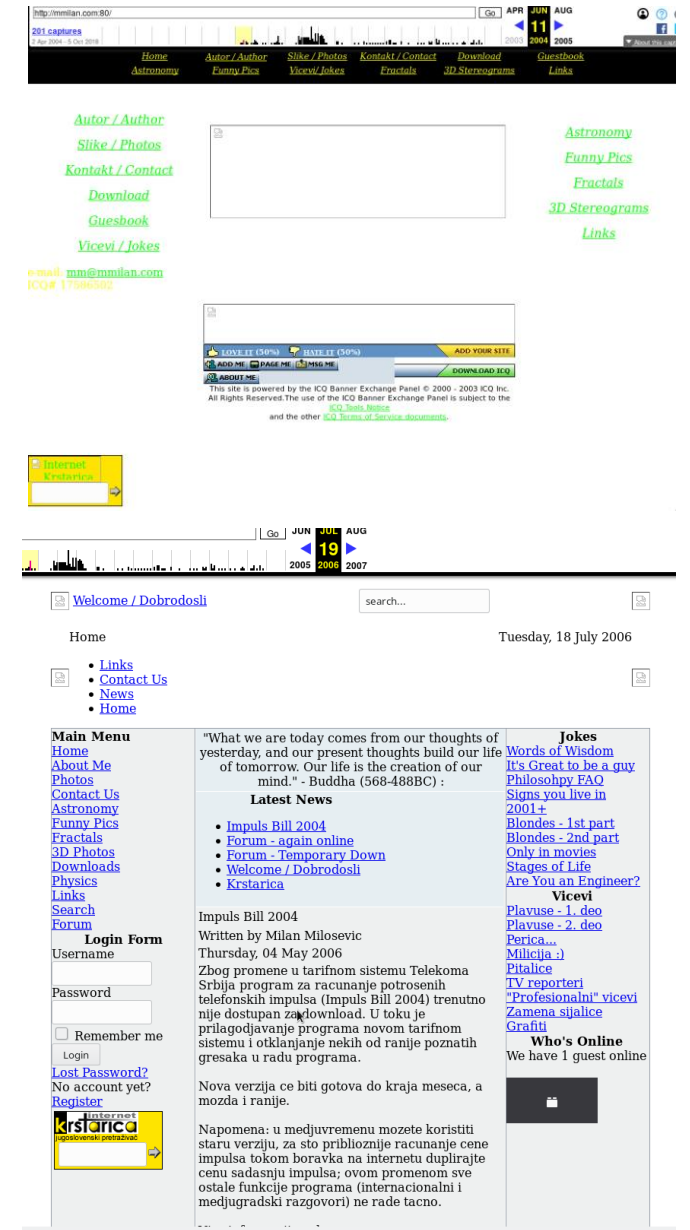 http://mmilan.com:80/
Go
APR JUN AUG
201 captures
11
2 Apr 2004 - 5 Oct 2018
2003 2004 2005
About this capt
Home Autor / Author Slike / Photos Kontakt / Contact Download Guestbook
Astronomy Funny Pics Vicevi/ Jokes Fractals 3D Stereograms Links
Autor / Author
Slike / Photos
Kontakt / Contact
Download
Guesbook
Vicevi / Jokes
Astronomy
Funny Pics
Fractals
3D Stereograms
Links
e-mail: mm@mmilan.com
LOVE IT (50%) HATE IT (50%) ADD YOUR SITE
ADD ME PAGE ME MSG ME
DOWNLOAD ICQ
ABOUT ME
This site is powered by the ICQ Banner Exchange Panel © 2000 - 2003 ICQ Inc.
All Rights Reserved.The use of the ICQ Banner Exchange Panel is subject to the
ICQ Tools Notice
and the other ICQ Terms of Service documents.
Internet
Krstarica
Go
JUN JUL AUG
19
2005 2006 2007
Welcome / Dobrodosli
search...
Home
Tuesday, 18 July 2006
Links
Contact Us
News
Home
Main Menu
Home
About Me
Photos
Contact Us
Astronomy
Funny Pics
Fractals
3D Photos
Downloads
Physics
Links
Search
Forum
Login Form
Username
Password
Remember me
Login
Lost Password?
No account yet?
Register
internet
krstarica
jugoslovenski pretraživač
"What we are today comes from our thoughts of
yesterday, and our present thoughts build our life
of tomorrow. Our life is the creation of our
mind." - Buddha (568-488BC) :
Latest News
Impuls Bill 2004
Forum - again online
Forum - Temporary Down
Welcome / Dobrodosli
Krstarica
Impuls Bill 2004
Written by Milan Milosevic
Thursday, 04 May 2006
Zbog promene u tarifnom sistemu Telekoma
Srbija program za racunanje potrosenih
telefonskih impulsa (Impuls Bill 2004) trenutno
nije dostupan za download. U toku je
prilagodjavanje programa novom tarifnom
sistemu i otklanjanje nekih od ranije poznatih
gresaka u radu programa.
Nova verzija ce biti gotova do kraja meseca, a
mozda i ranije.
Napomena: u medjuvremenu mozete koristiti
staru verziju, za sto priblioznije racunanje cene
impulsa tokom boravka na internetu duplirajte
cenu sadasnju impulsa; ovom promenom sve
ostale funkcije programa (internacionalni i
medjugradski razgovori) ne rade tacno.
Jokes
Words of Wisdom
It's Great to be a guy
Philosohpy FAQ
Signs you live in
2001+
Blondes - 1st part
Blondes - 2nd part
Only in movies
Stages of Life
Are You an Engineer?
Vicevi
Plavuse - 1. deo
Plavuse - 2. deo
Perica...
Milicija :)
Pitalice
TV reporteri
"Profesionalni" vicevi
Zamena sijalice
Grafiti
Who's Online
We have 1 guest online